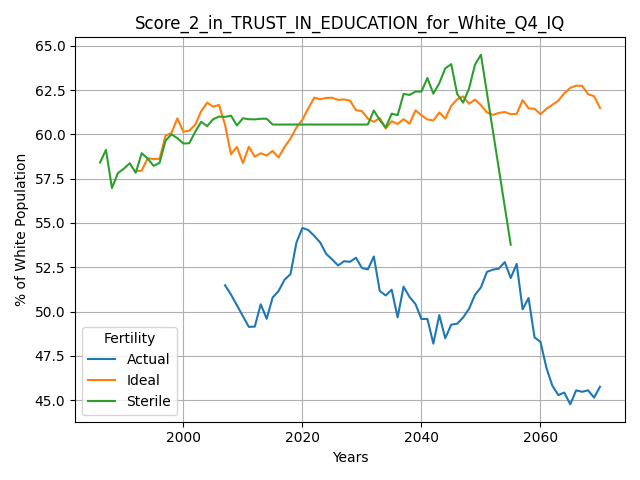 Score_2_in_TRUST_IN_EDUCATION_for_White_Q4_IQ
% of White Population
65.0
62.5
60.0
57.5
55.0
52.5
50.0
47.5
45.0
Fertility
Actual
Ideal
Sterile
2000
2020
2040
2060
Years